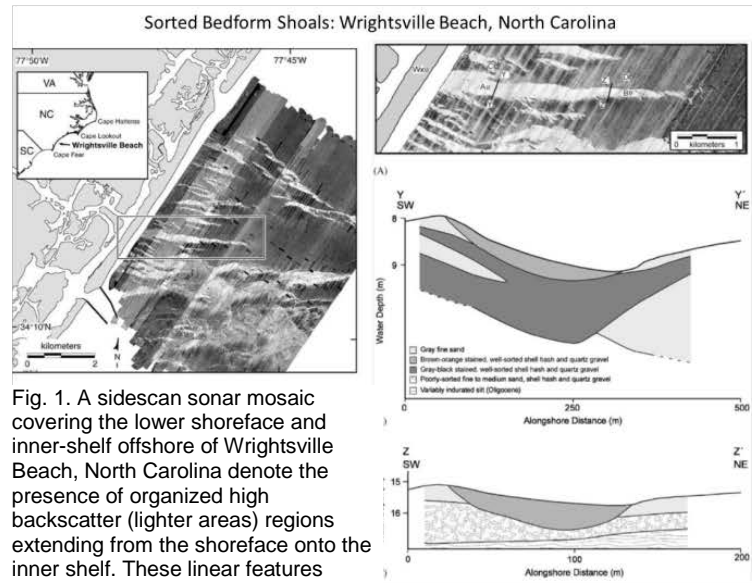 Sorted Bedform Shoals: Wrightsville Beach, North Carolina
77°50'W
77°45'W
VA
NC
SC
Cape Hatteras
Cape Lookout
Wrightsville Beach
Cape Fear
34°10'N
kilometers
0 2
N
Fig. 1. A sidescan sonar mosaic
covering the lower shoreface and
inner-shelf offshore of Wrightsville
Beach, North Carolina denote the
presence of organized high
backscatter (lighter areas) regions
extending from the shoreface onto the
inner shelf. These linear features
0 1
kilometers
(A)
Y
SW
Y'
NE
8
9
Water Depth (m)
Gray fine sand
Brown-orange stained, well-sorted shell hash and quartz gravel
Gray-black stained, well-sorted shell hash and quartz gravel
Poorly-sorted fine to medium sand, shell hash and quartz gravel
Variably indurated silt (Oligocene)
0 250 500
) Alongshore Distance (m)
Z
SW
Z'
NE
15
16
0 100 200
) Alongshore Distance (m)